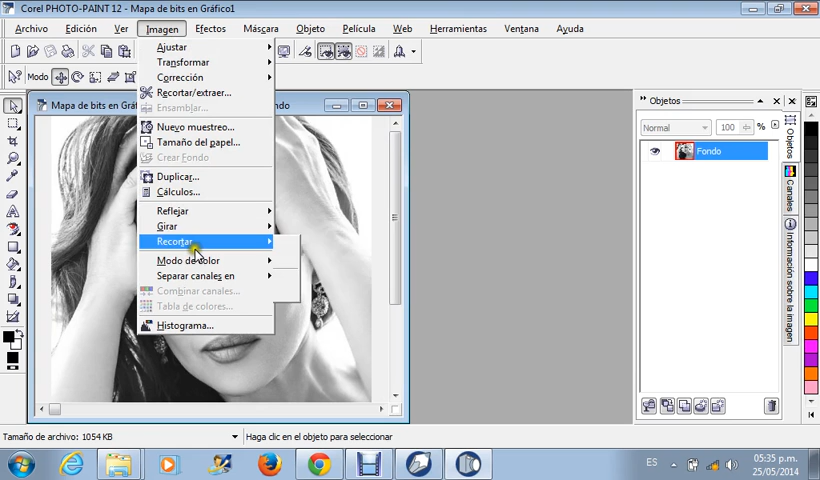 Corel PHOTO-PAINT 12 - Mapa de bits en Gráfico1
Archivo Edición Ver Imagen Efectos Máscara Objeto Película Web Herramientas Ventana Ayuda
Modo
Ajustar
Transformar
Corrección
Recortar/extraer...
Ensamblar...
Nuevo muestreo...
Tamaño del papel...
Crear Fondo
Duplicar...
Cálculos...
Reflejar
Girar
Recortar
Modo de color
Separar canales en
Combinar canales...
Tabla de colores...
Histograma...
Mapa de bits en Grá
ndo
Objetos
Normal 100 %
Fondo
Objetos
Canales
Información sobre la imagen
Tamaño de archivo: 1054 KB
Haga clic en el objeto para seleccionar
ES
05:35 p.m.
25/05/2014